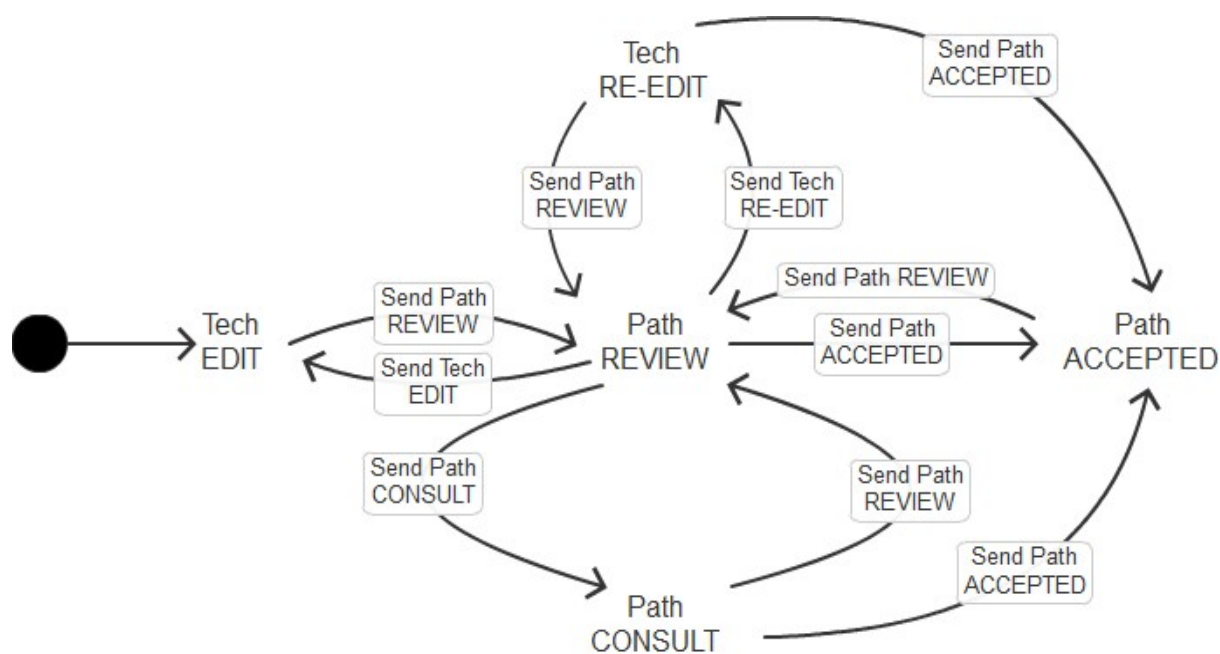 Tech
RE-EDIT
Send Path
ACCEPTED
Send Path
REVIEW
Send Tech
RE-EDIT
Tech
EDIT
Send Path
REVIEW
Send Tech
EDIT
Path
REVIEW
Send Path REVIEW
Send Path
ACCEPTED
Path
ACCEPTED
Send Path
CONSULT
Send Path
REVIEW
Send Path
ACCEPTED
Path
CONSULT